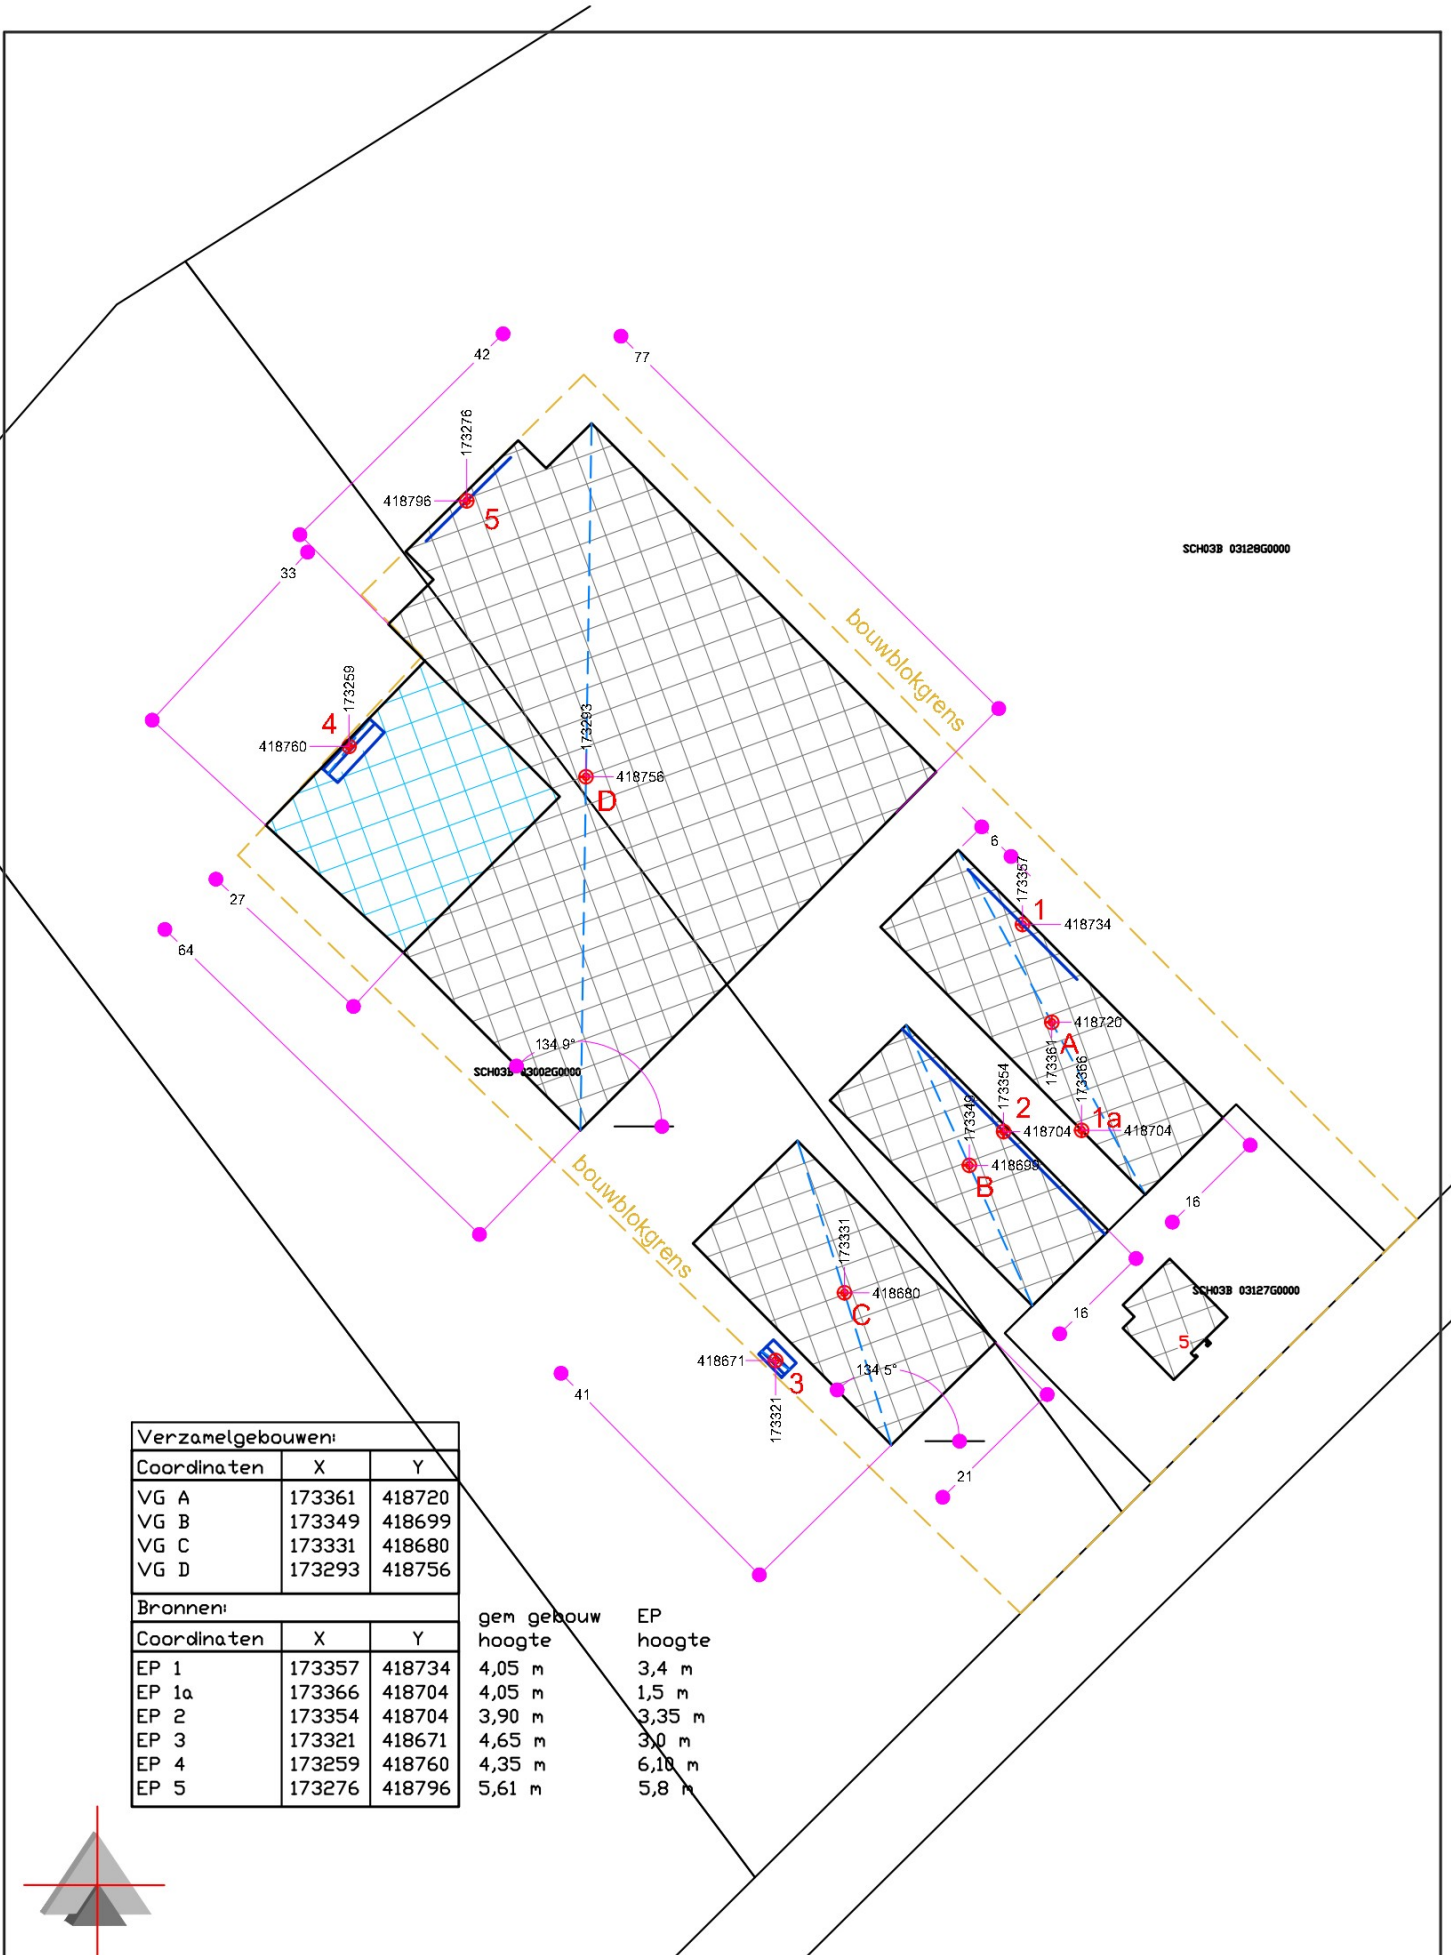 42
77
173276
418796
5
SCH03B 03128G0000
33
bouwblokgrens
173259
4
418760
173293
418756
D
6
173357
1
418734
27
64
418720
A
173361
173366
134.9°
SCH03B 03002G0000
173354
2
1a
173349
418704
418704
418699
B
bouwblokgrens
16
173331
418680
C
16
SCH03B 03127G0000
5
418671
3
134.5°
41
173321
21
Verzamelgebouwen:
Coordinaten X Y
VG A 173361 418720
VG B 173349 418699
VG C 173331 418680
VG D 173293 418756
Bronnen: gem gebouw EP
Coordinaten X Y hoogte hoogte
EP 1 173357 418734 4,05 m 3,4 m
EP 1a 173366 418704 4,05 m 1,5 m
EP 2 173354 418704 3,90 m 3,35 m
EP 3 173321 418671 4,65 m 3,0 m
EP 4 173259 418760 4,35 m 6,10 m
EP 5 173276 418796 5,61 m 5,8 m